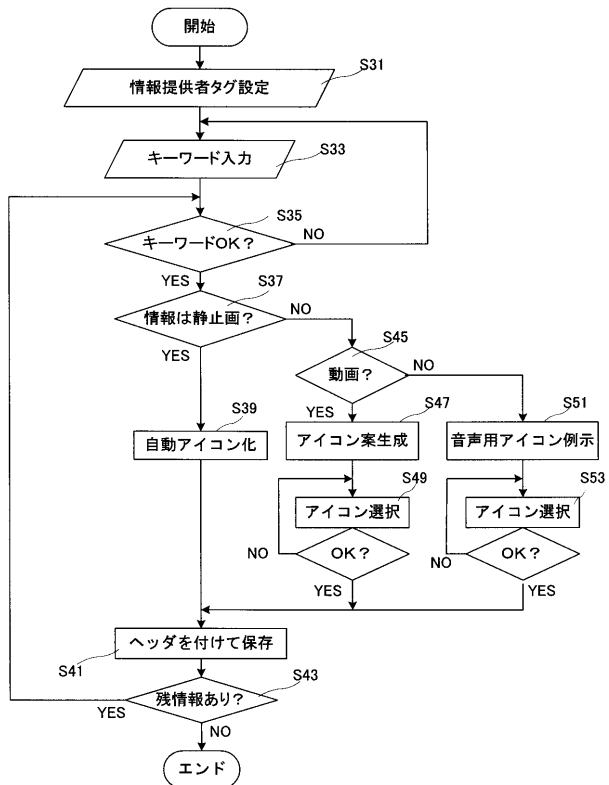 開始
情報提供者タグ設定
S31
キーワード入力
S33
キーワードOK?
S35
NO
YES
情報は静止画?
S37
NO
YES
動画?
S45
NO
YES
自動アイコン化
S39
アイコン案生成
S47
音声用アイコン例示
S51
アイコン選択
S49
アイコン選択
S53
OK?
NO
YES
OK?
NO
YES
ヘッダを付けて保存
S41
残情報あり?
S43
YES
NO
エンド